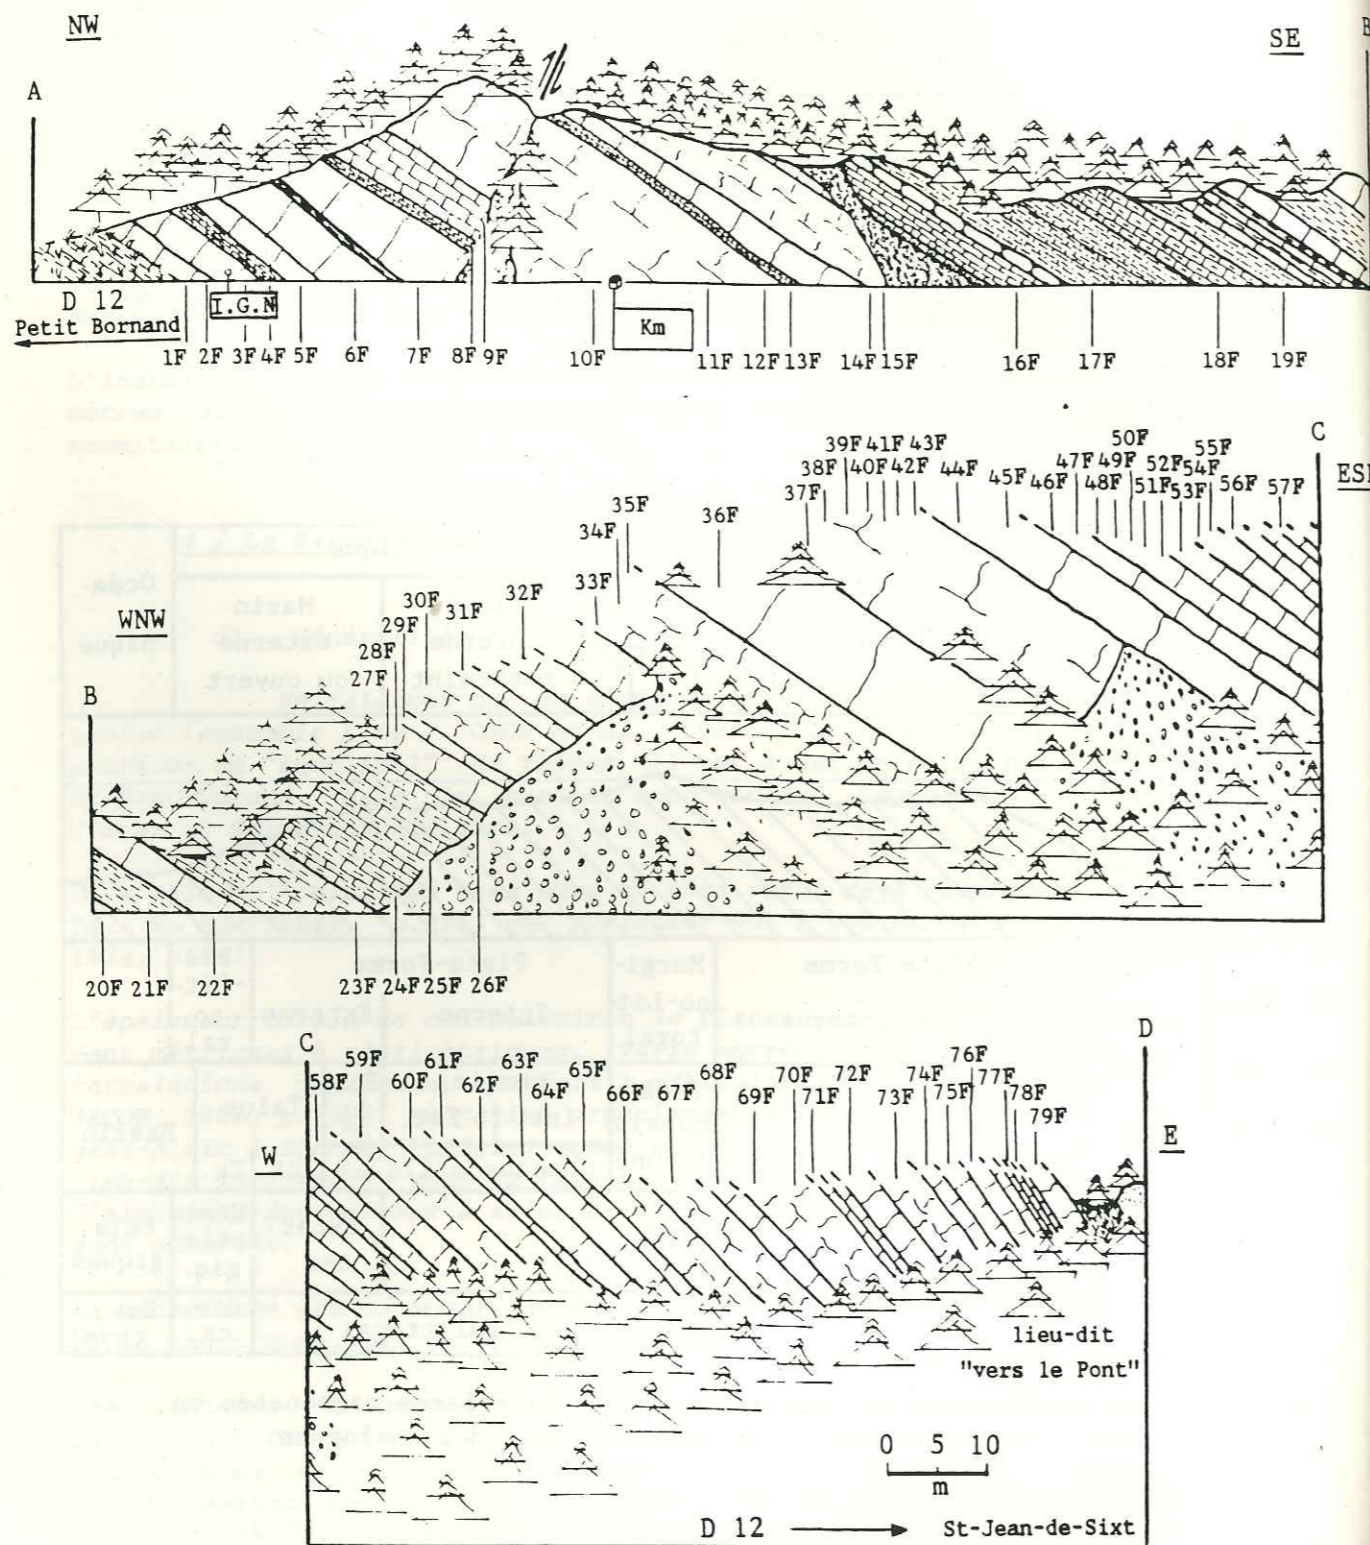 NW
SE
B
A
D 12
Petit Bornand
I.G.N
Km
1F 2F 3F 4F 5F 6F 7F 8F 9F 10F 11F 12F 13F 14F 15F 16F 17F 18F 19F
C
ESE
50F
39F 41F 43F 47F 49F 52F 55F
38F 40F 42F 44F 45F 46F 48F 51F 53F 54F 56F 57F
37F
36F
35F
34F
33F
32F
31F
30F
29F
28F
27F
WNW
B
20F 21F 22F 23F 24F 25F 26F
C
D
58F 59F 60F 61F 62F 63F 64F 65F 66F 67F 68F 69F 70F 71F 72F 73F 74F 75F 76F 77F 78F 79F
W
E
lieu-dit
"vers le Pont"
0 5 10
m
D 12
St-Jean-de-Sixt